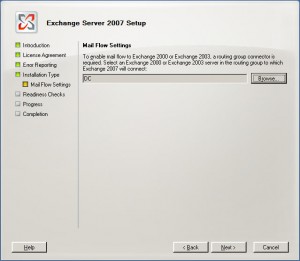 Exchange Server 2007 Setup
Introduction
License Agreement
Error Reporting
Installation Type
Mail Flow Settings
Readiness Checks
Progress
Completion
Mail Flow Settings
To enable mail flow to Exchange 2000 or Exchange 2003, a routing group connector is
required. Select an Exchange 2000 or Exchange 2003 server in the routing group to which
Exchange 2007 will connect:
DC
Browse...
Help
< Back
Next >
Cancel